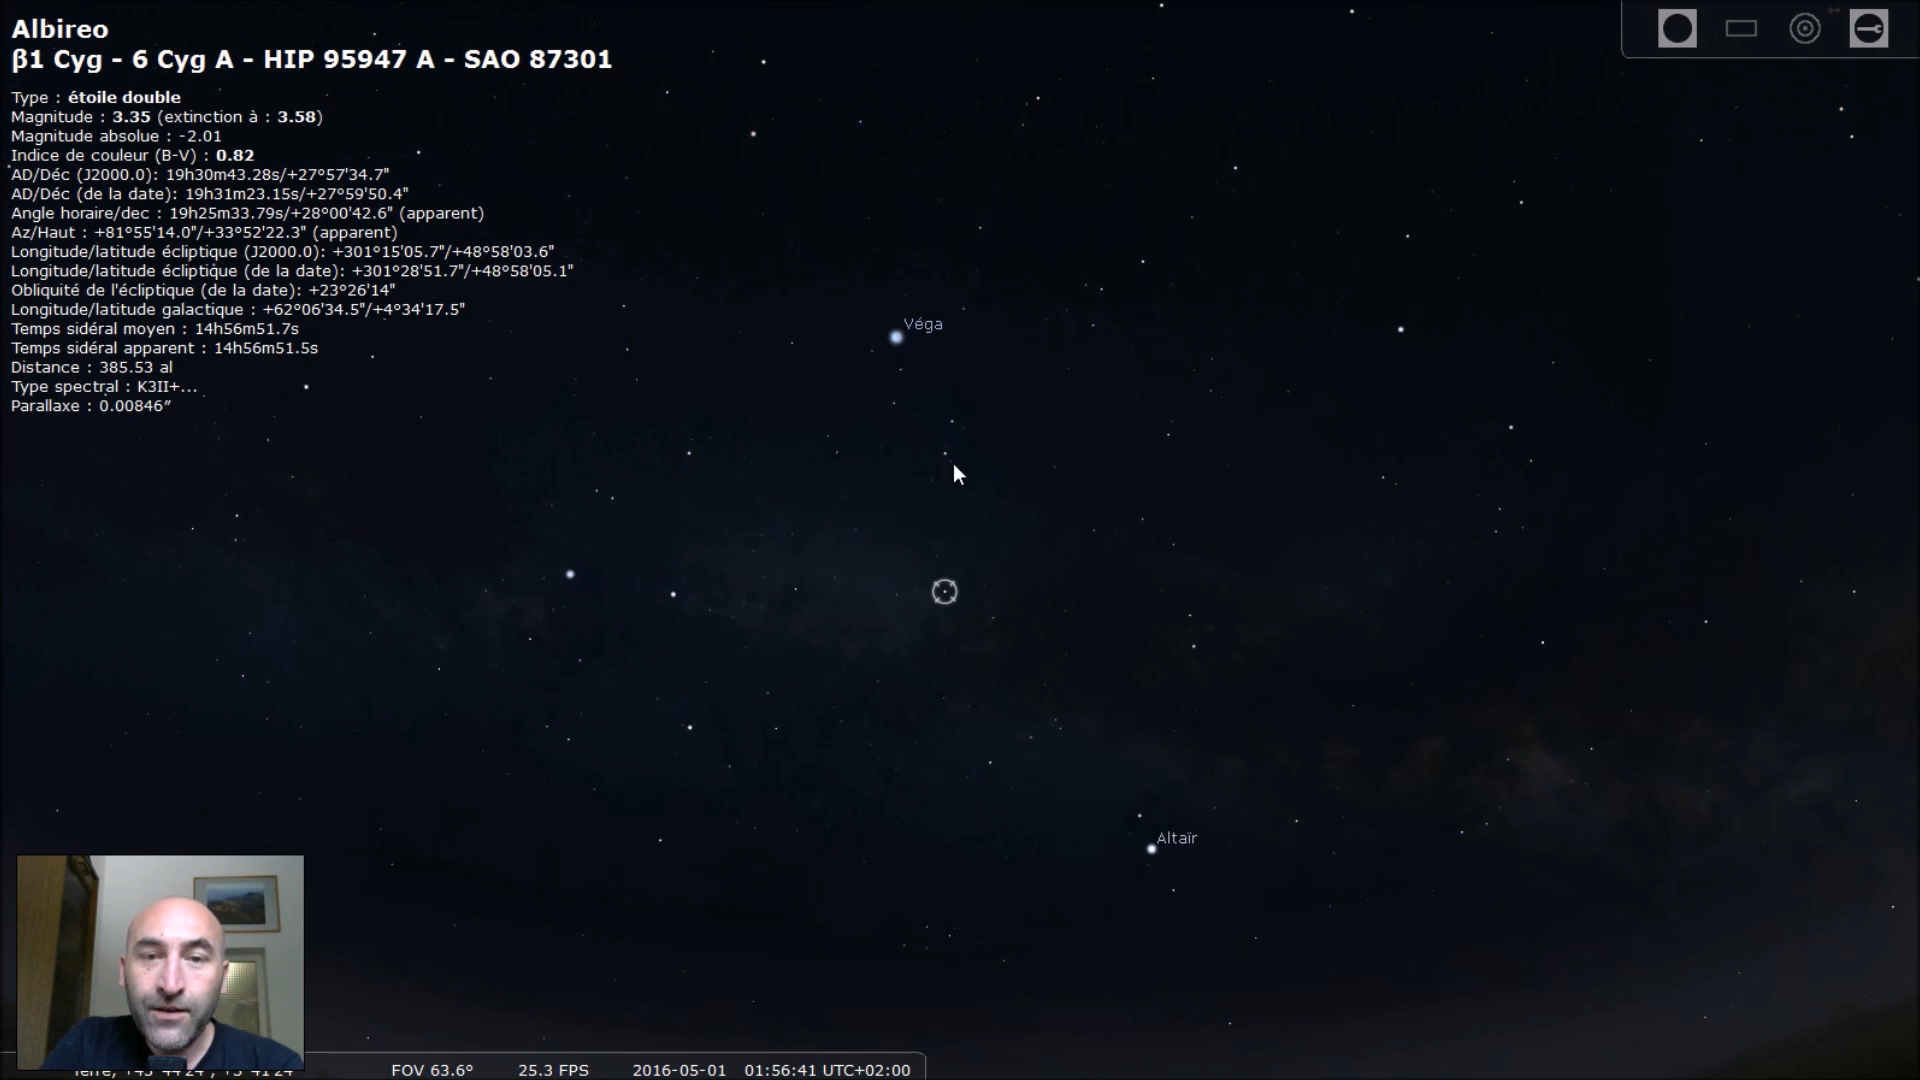 Albireo
β1 Cyg - 6 Cyg A - HIP 95947 A - SAO 87301
Type : étoile double
Magnitude : 3.35 (extinction à : 3.58)
Magnitude absolue : -2.01
Indice de couleur (B-V) : 0.82
AD/Déc (J2000.0): 19h30m43.28s/+27°57'34.7"
AD/Déc (de la date): 19h31m23.15s/+27°59'50.4"
Angle horaire/dec : 19h25m33.79s/+28°00'42.6" (apparent)
Az/Haut : +81°55'14.0"/+33°52'22.3" (apparent)
Longitude/latitude écliptique (J2000.0): +301°15'05.7"/+48°58'03.6"
Longitude/latitude écliptique (de la date): +301°28'51.7"/+48°58'05.1"
Obliquité de l'écliptique (de la date): +23°26'14"
Longitude/latitude galactique : +62°06'34.5"/+4°34'17.5"
Temps sidéral moyen : 14h56m51.7s
Temps sidéral apparent : 14h56m51.5s
Distance : 385.53 al
Type spectral : K3II+...
Parallaxe : 0.00846″
Véga
Altaïr
Terre, FOV 63.6° 25.3 FPS 2016-05-01 01:56:41 UTC+02:00